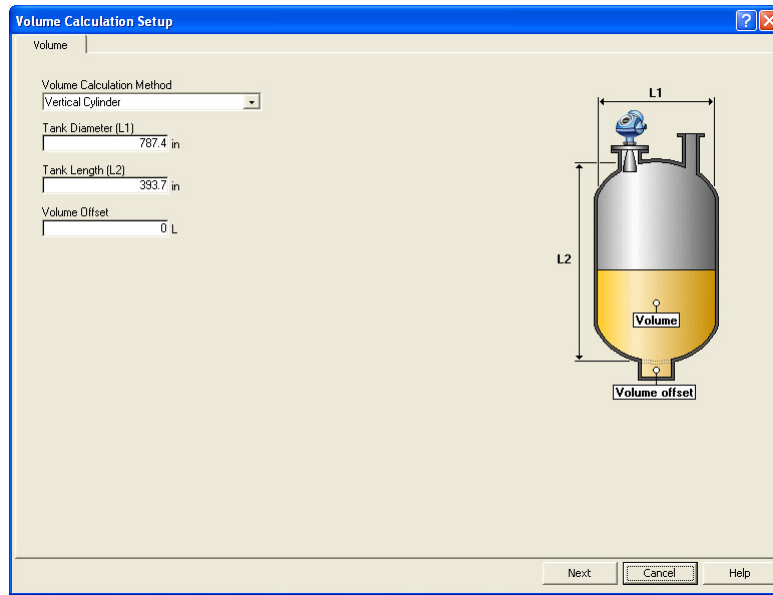 Volume Calculation Setup
Volume
Volume Calculation Method
Vertical Cylinder
Tank Diameter (L1)
787.4 in
Tank Length (L2)
393.7 in
Volume Offset
0 L
L1
L2
Volume
Volume offset
Next Cancel Help